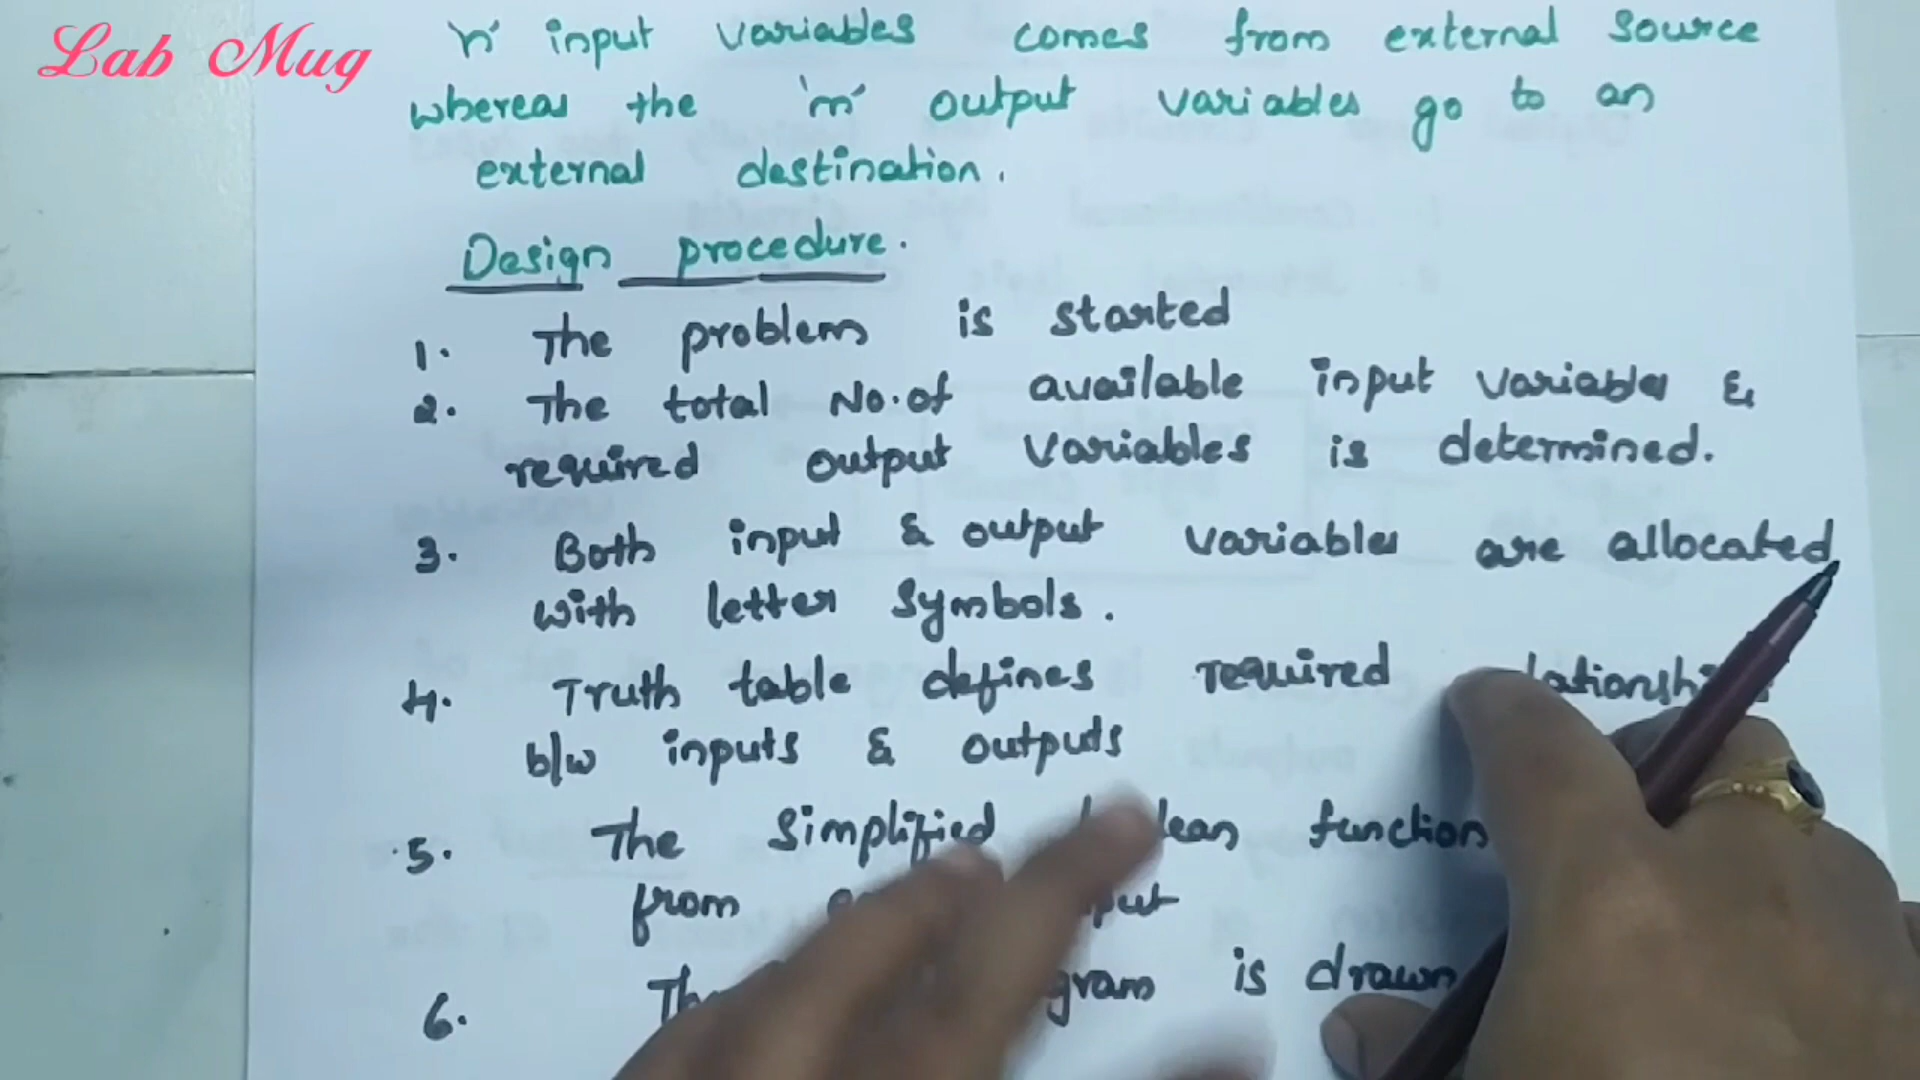 Lab Mug
'n' input variables comes from external source
whereas the 'm' output variables go to an
external destination.
Design procedure.
1. The problem is started
2. The total No.of available input variables &
required output variables is determined.
3. Both input & output variables are allocated
with letter symbols.
4. Truth table defines required
b/w inputs & outputs
5. The simplified function
from
6. is drawn